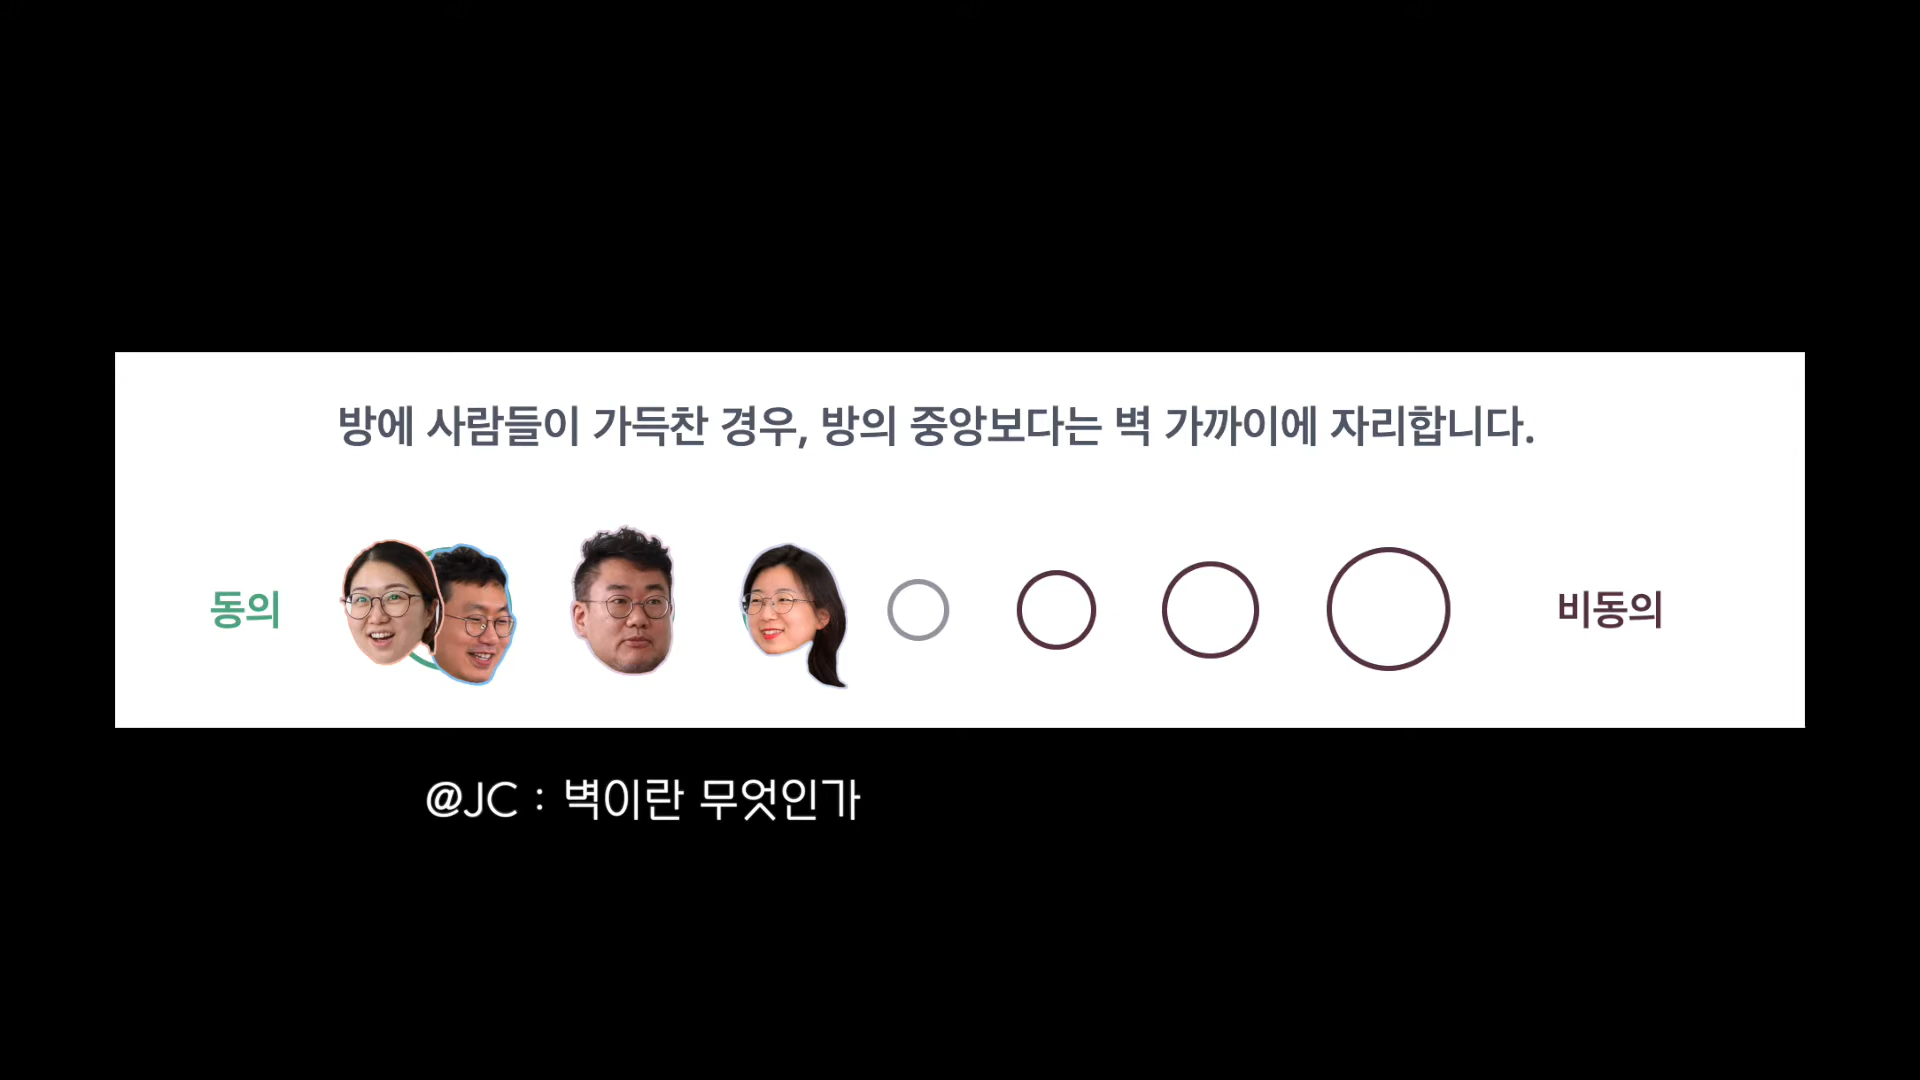 방에 사람들이 가득찬 경우, 방의 중앙보다는 벽 가까이에 자리합니다.
동의
비동의
@JC : 벽이란 무엇인가